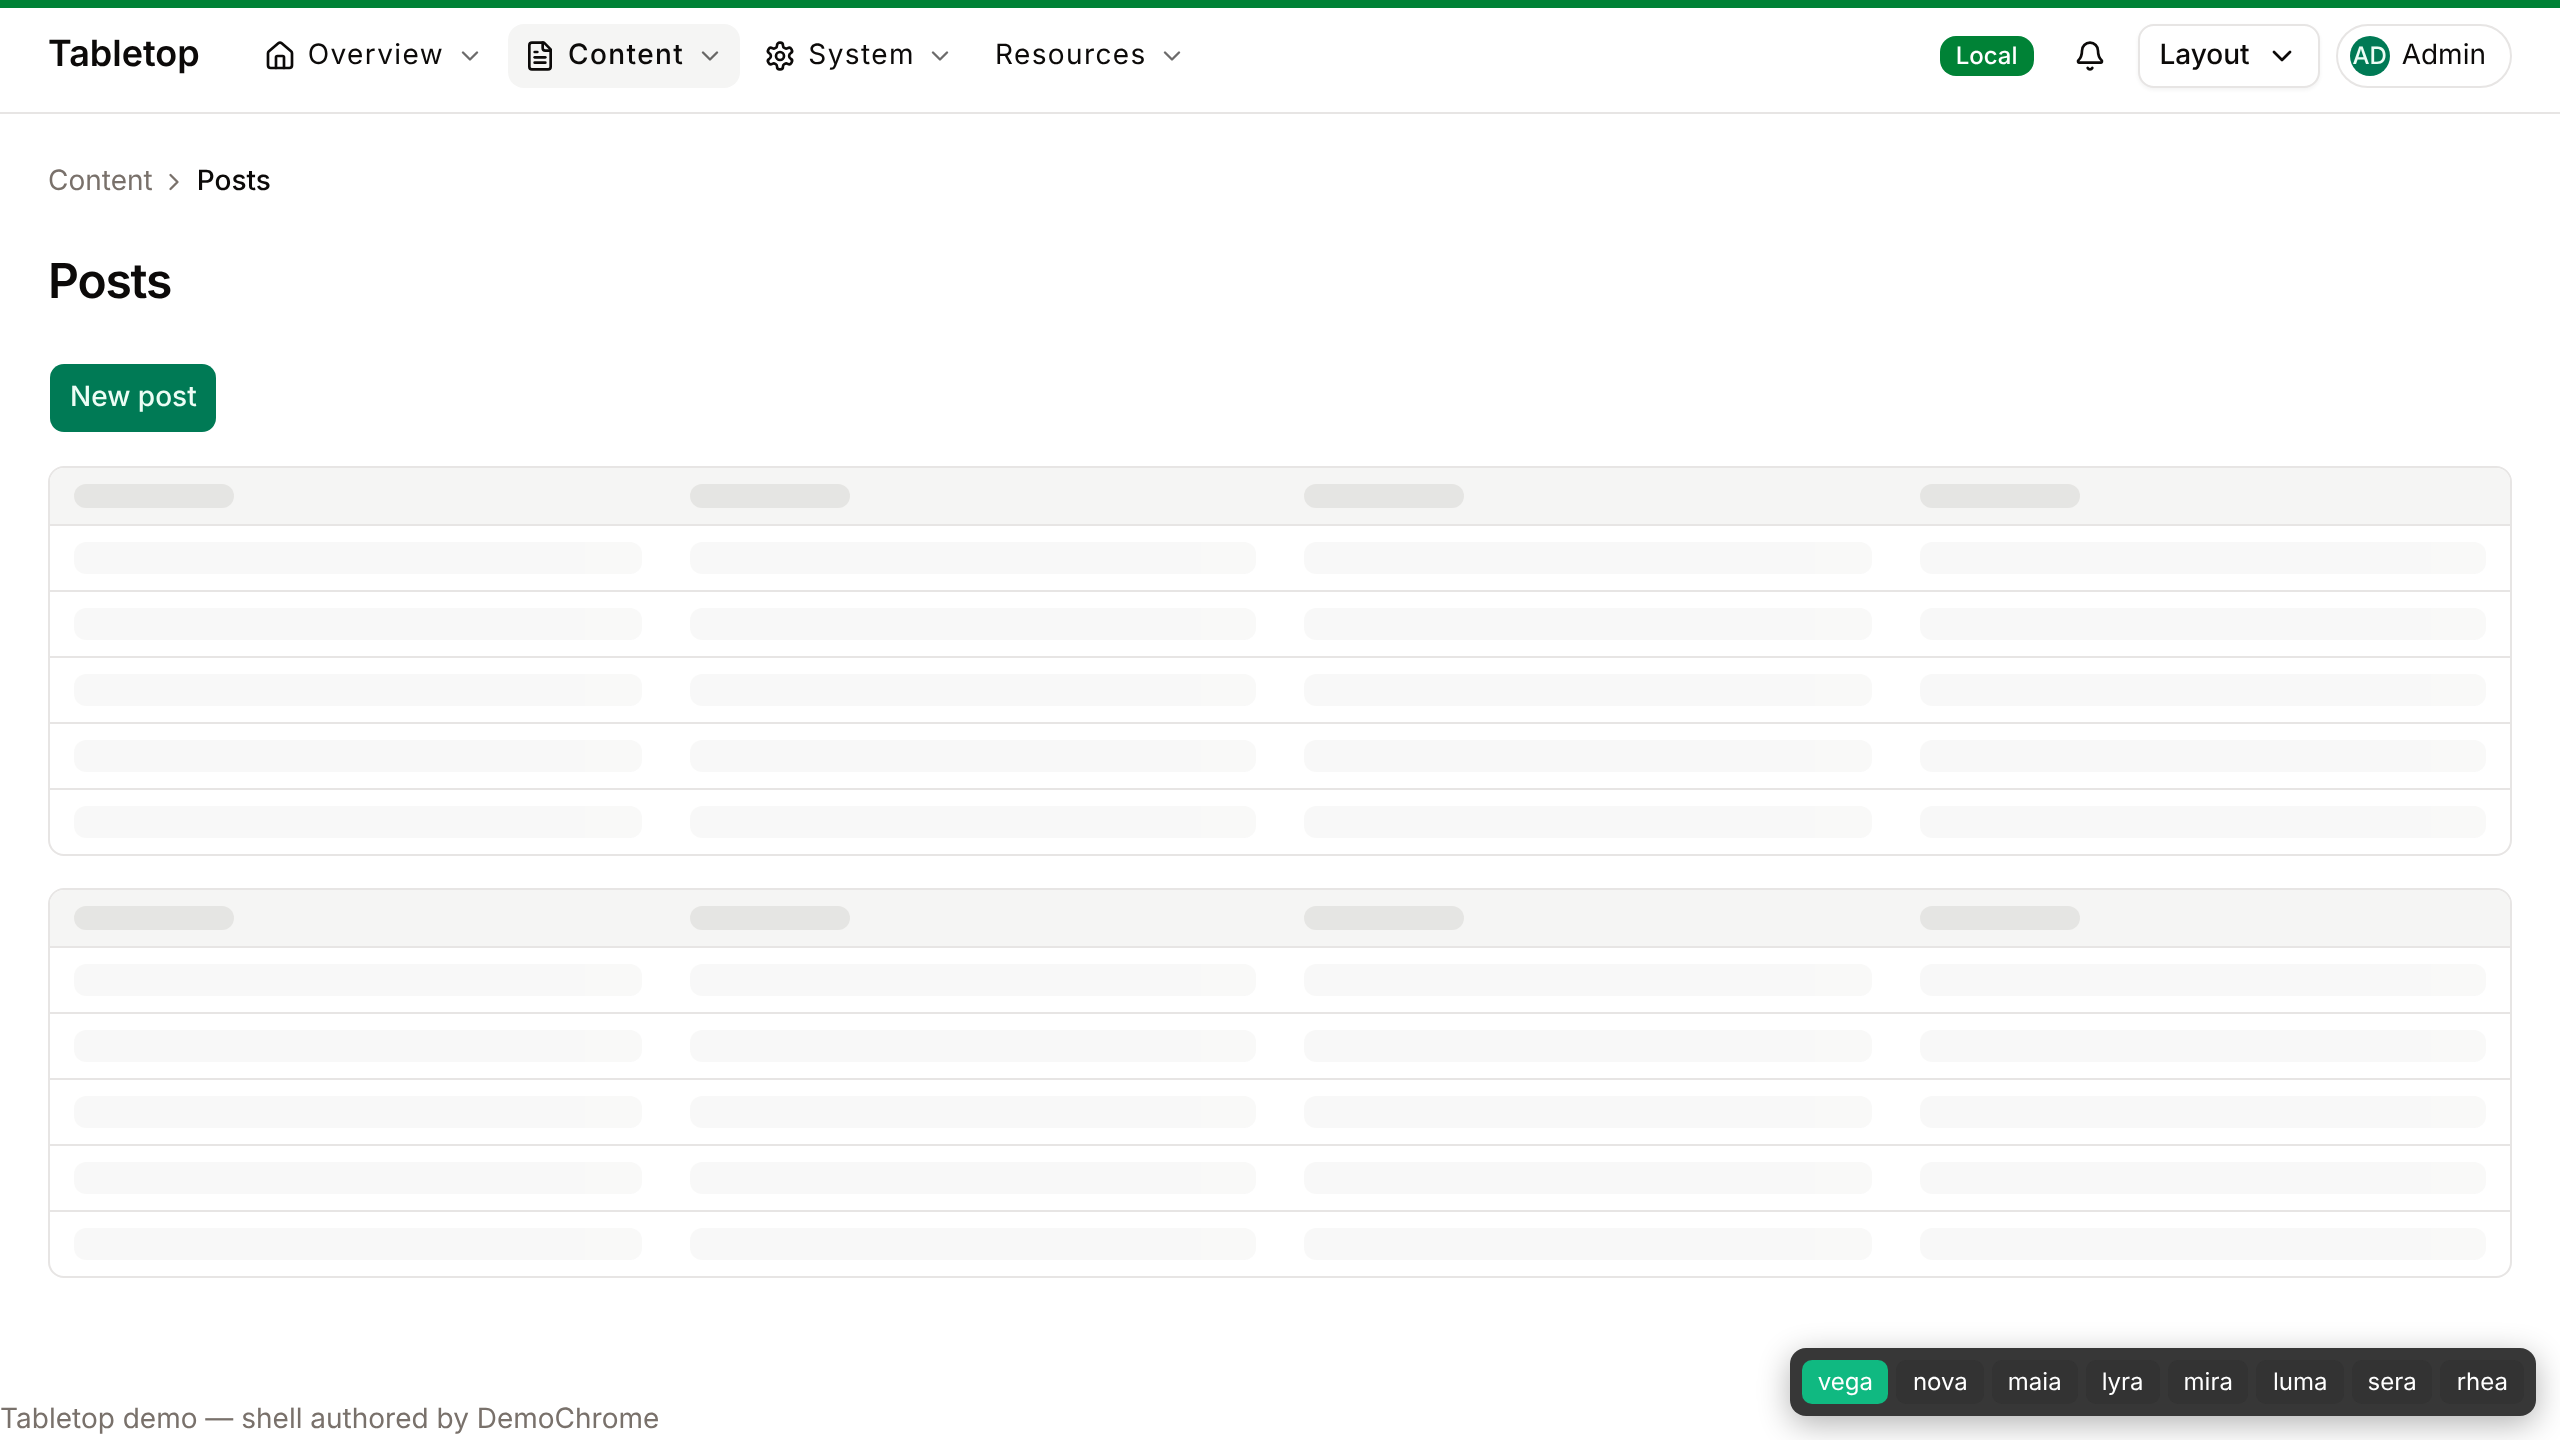 Tabletop
Overview
Content
System
Resources
Local
Layout
AD
Admin
Content > Posts
Posts
New post
vega
nova
maia
lyra
mira
luma
sera
rhea
Tabletop demo — shell authored by DemoChrome